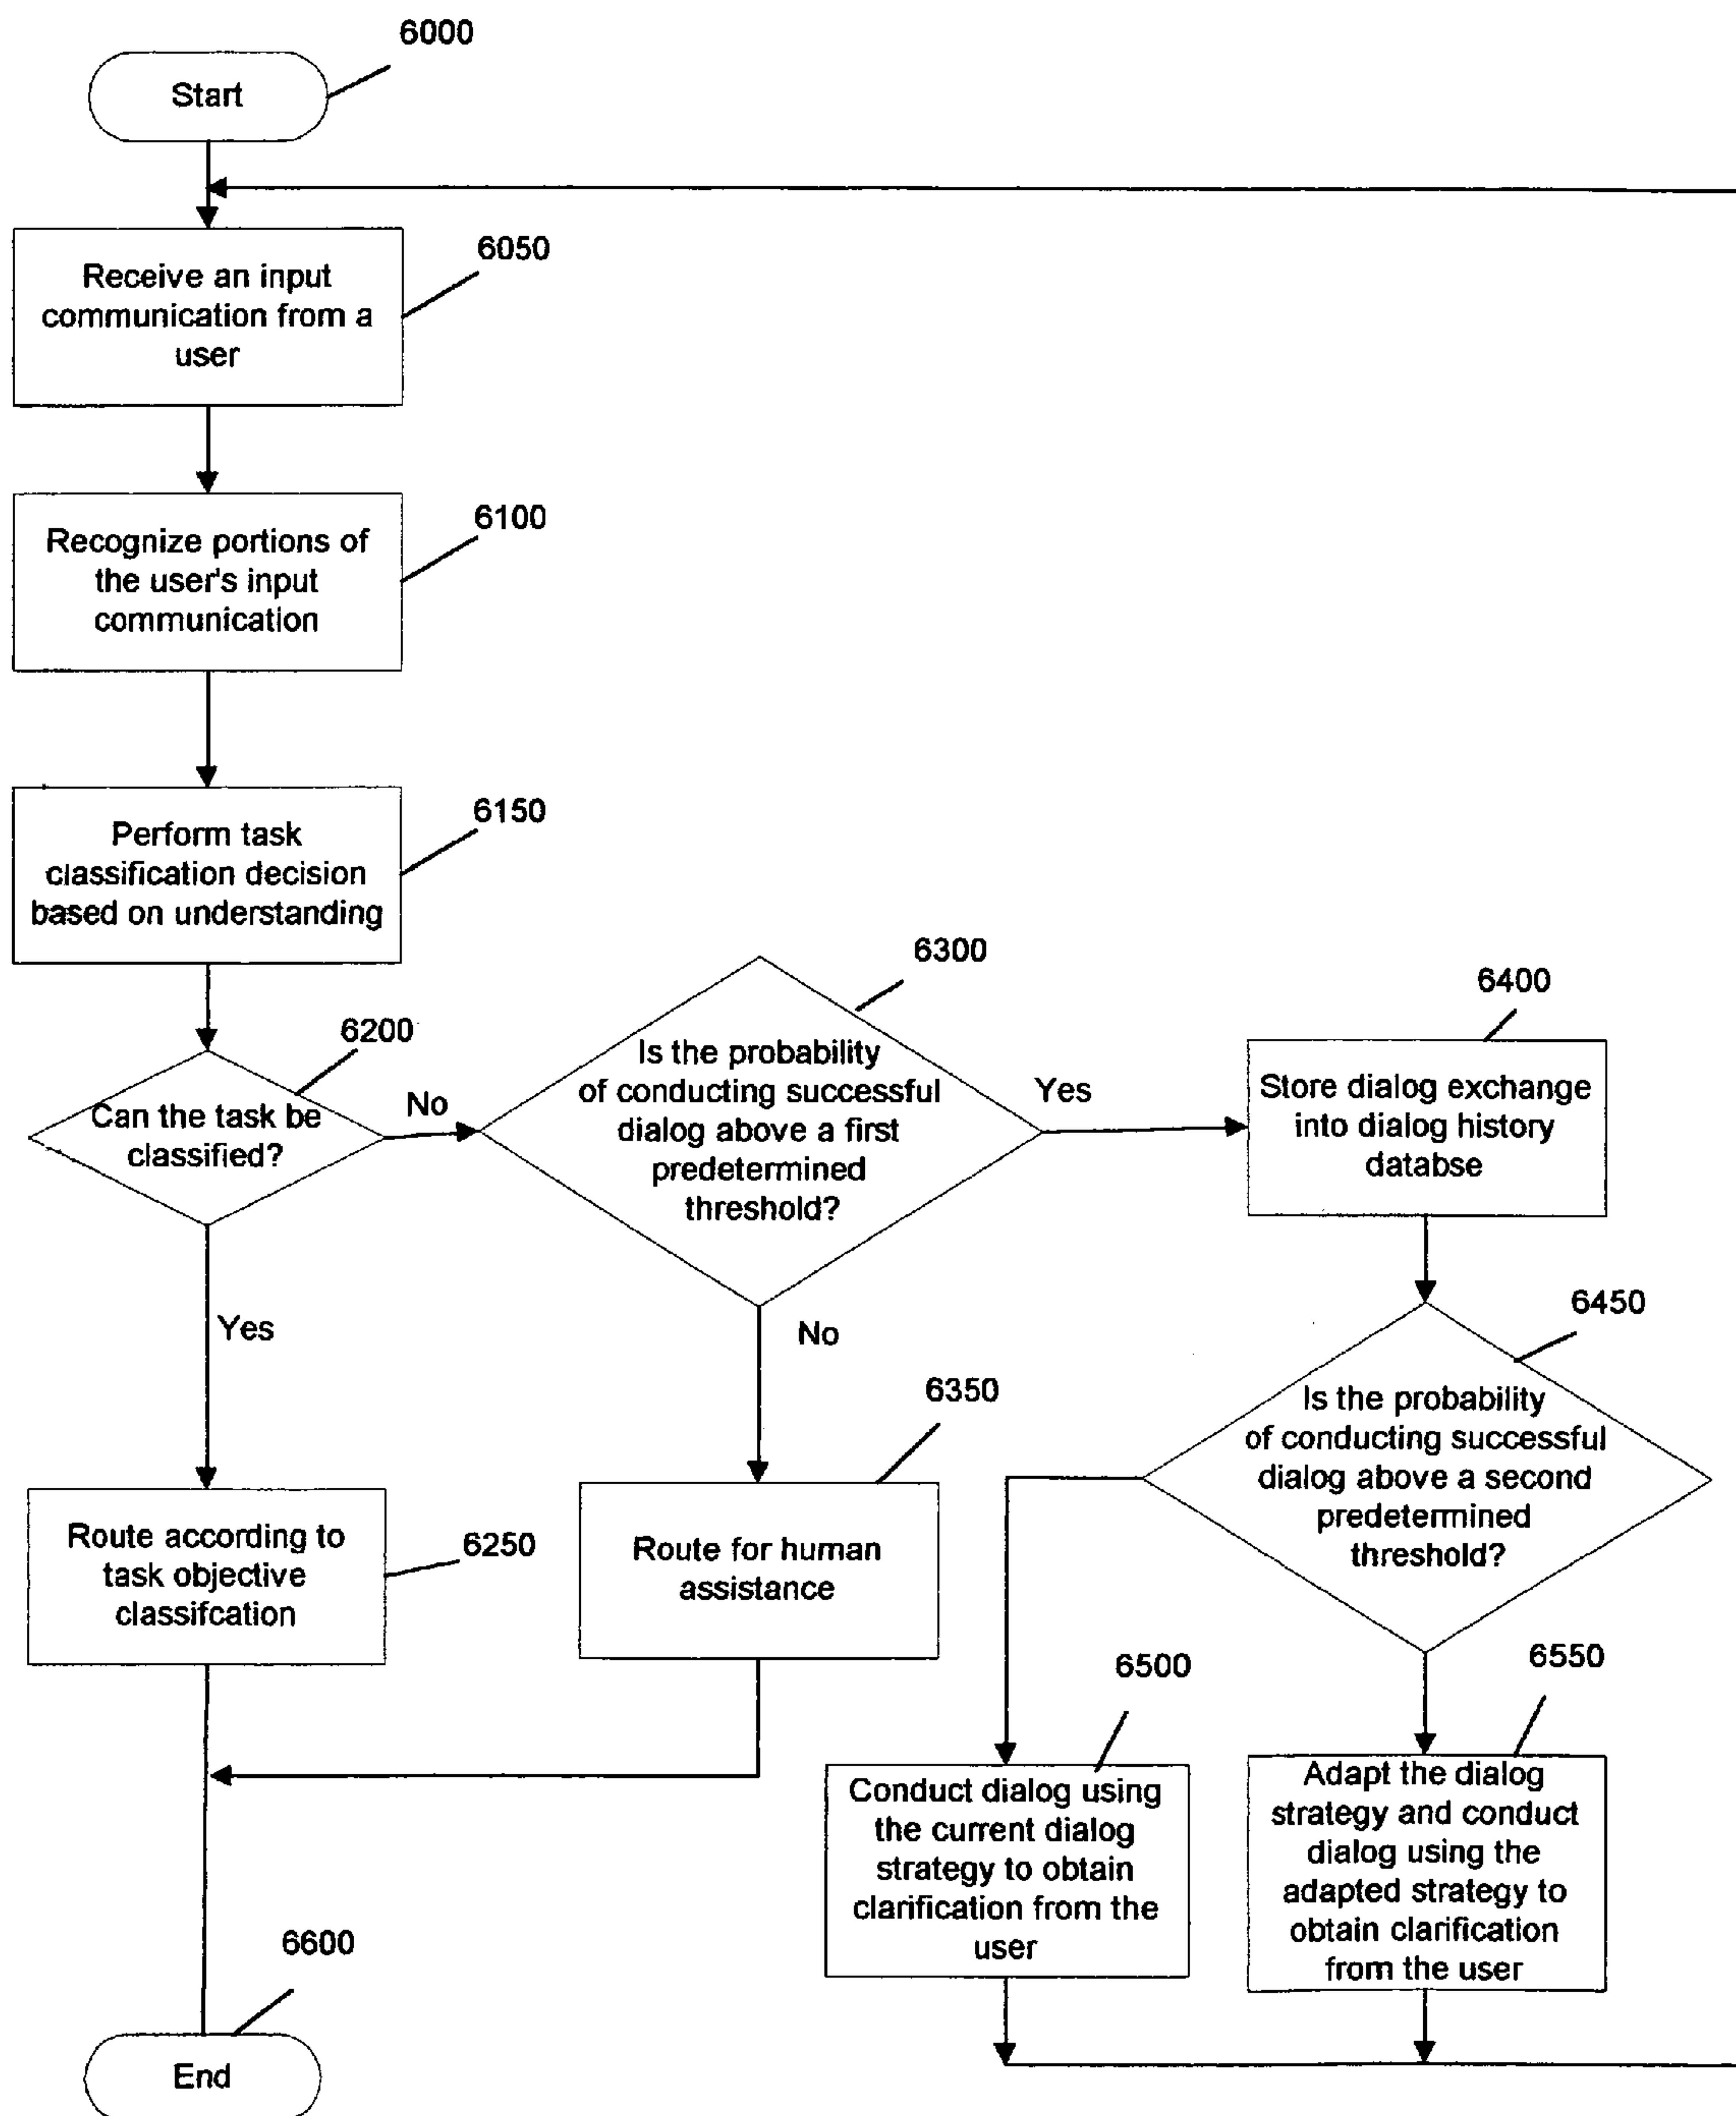 6000
Start
6050
Receive an input
communication from a
user
6100
Recognize portions of
the user's input
communication
6150
Perform task
classification decision
based on understanding
6200
Can the task be
classified?
No
Yes
6300
Is the probability
of conducting successful
dialog above a first
predetermined
threshold?
Yes
No
6400
Store dialog exchange
into dialog history
databse
6450
Is the probability
of conducting successful
dialog above a second
predetermined
threshold?
6250
Route according to
task objective
classifcation
6350
Route for human
assistance
6500
Conduct dialog using
the current dialog
strategy to obtain
clarification from the
user
6550
Adapt the dialog
strategy and conduct
dialog using the
adapted strategy to
obtain clarification
from the user
6600
End